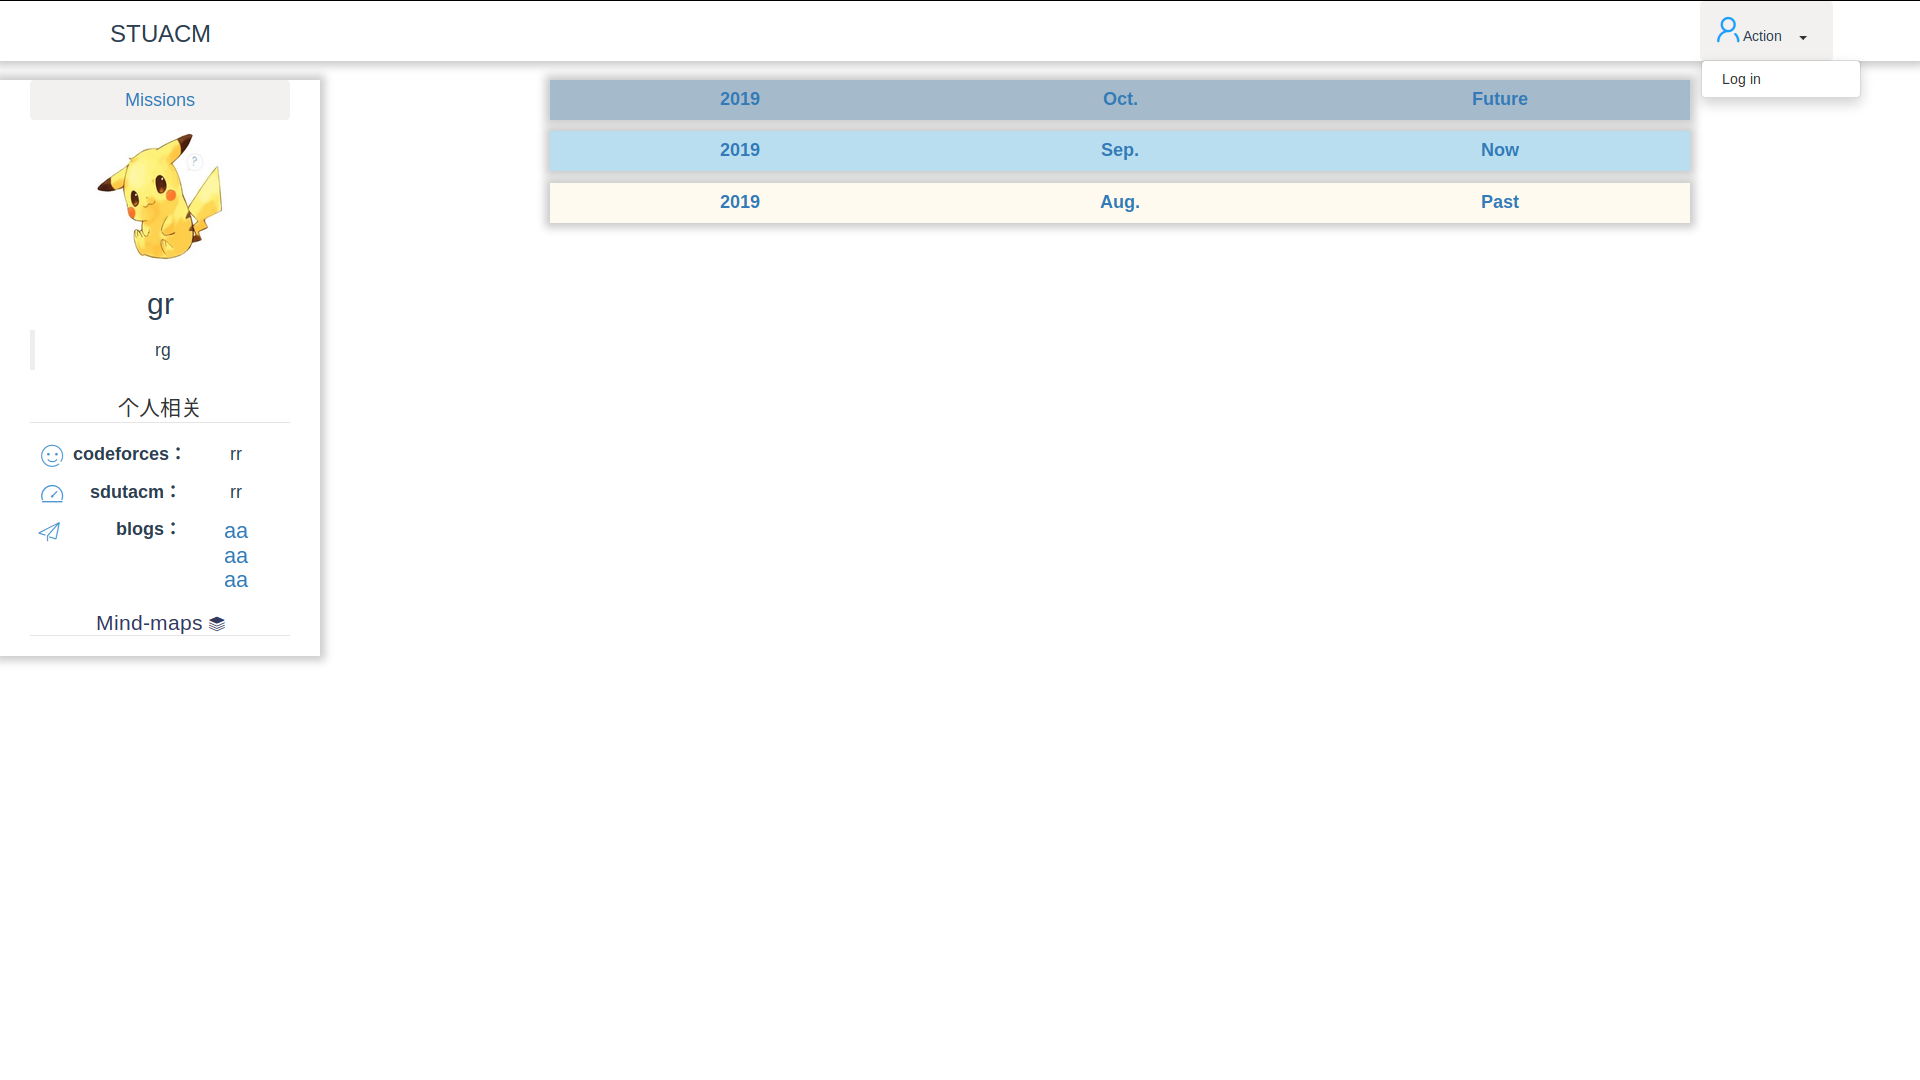 STUACM
Action
Log in
Missions
?
gr
rg
个人相关
codeforces： rr
sdutacm： rr
blogs： aa
aa
aa
Mind-maps
2019 Oct. Future
2019 Sep. Now
2019 Aug. Past